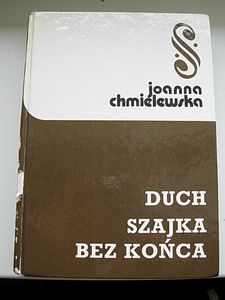 joanna
chmielewska
DUCH
SZAJKA
BEZ KOŃCA